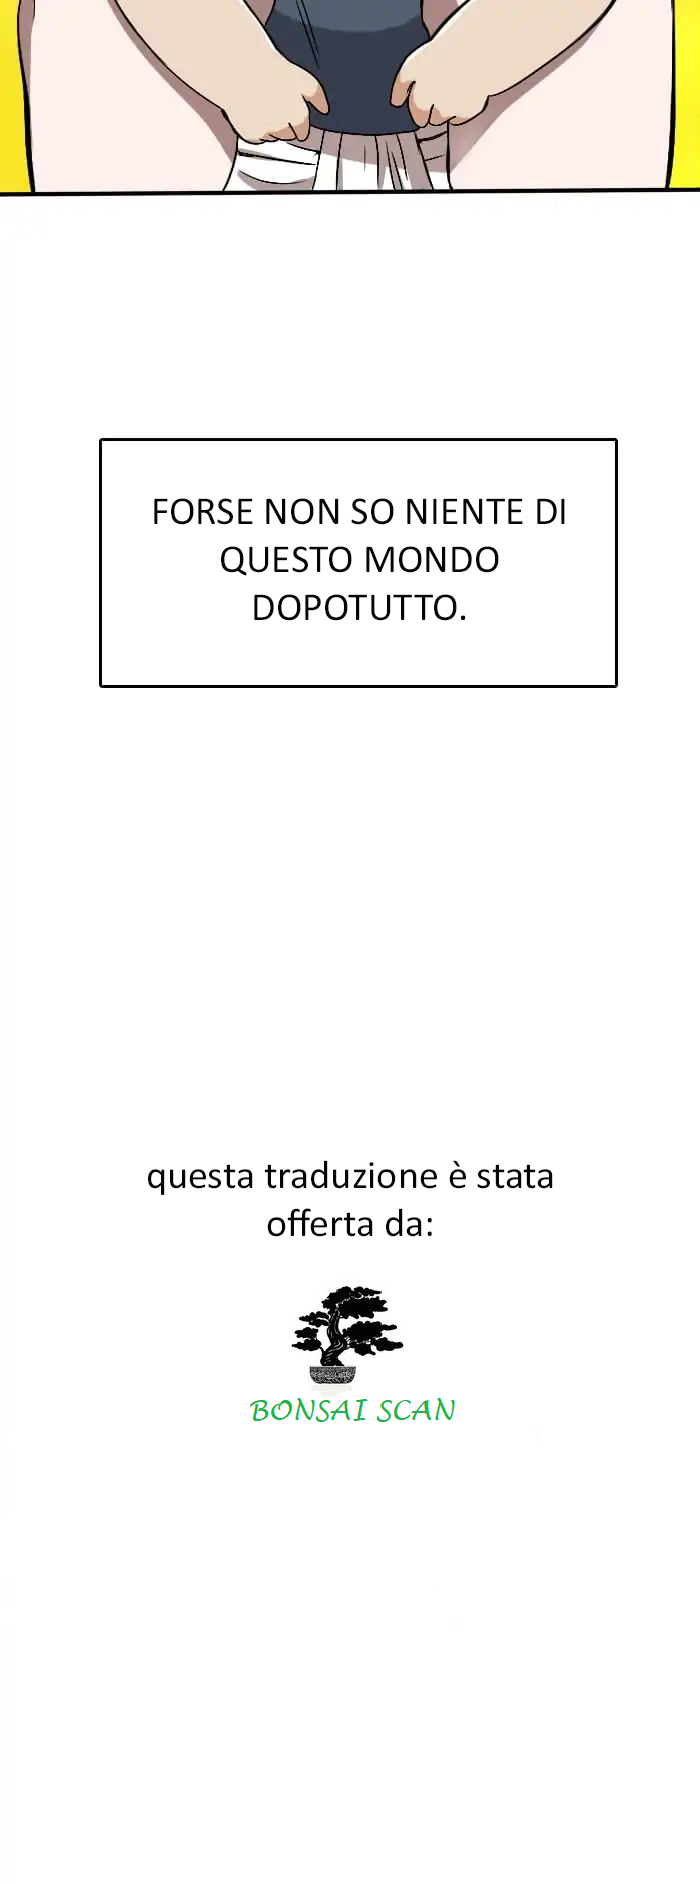 FORSE NON SO NIENTE DI
QUESTO MONDO
DOPOTUTTO.
questa traduzione è stata
offerta da:
BONSAI SCAN